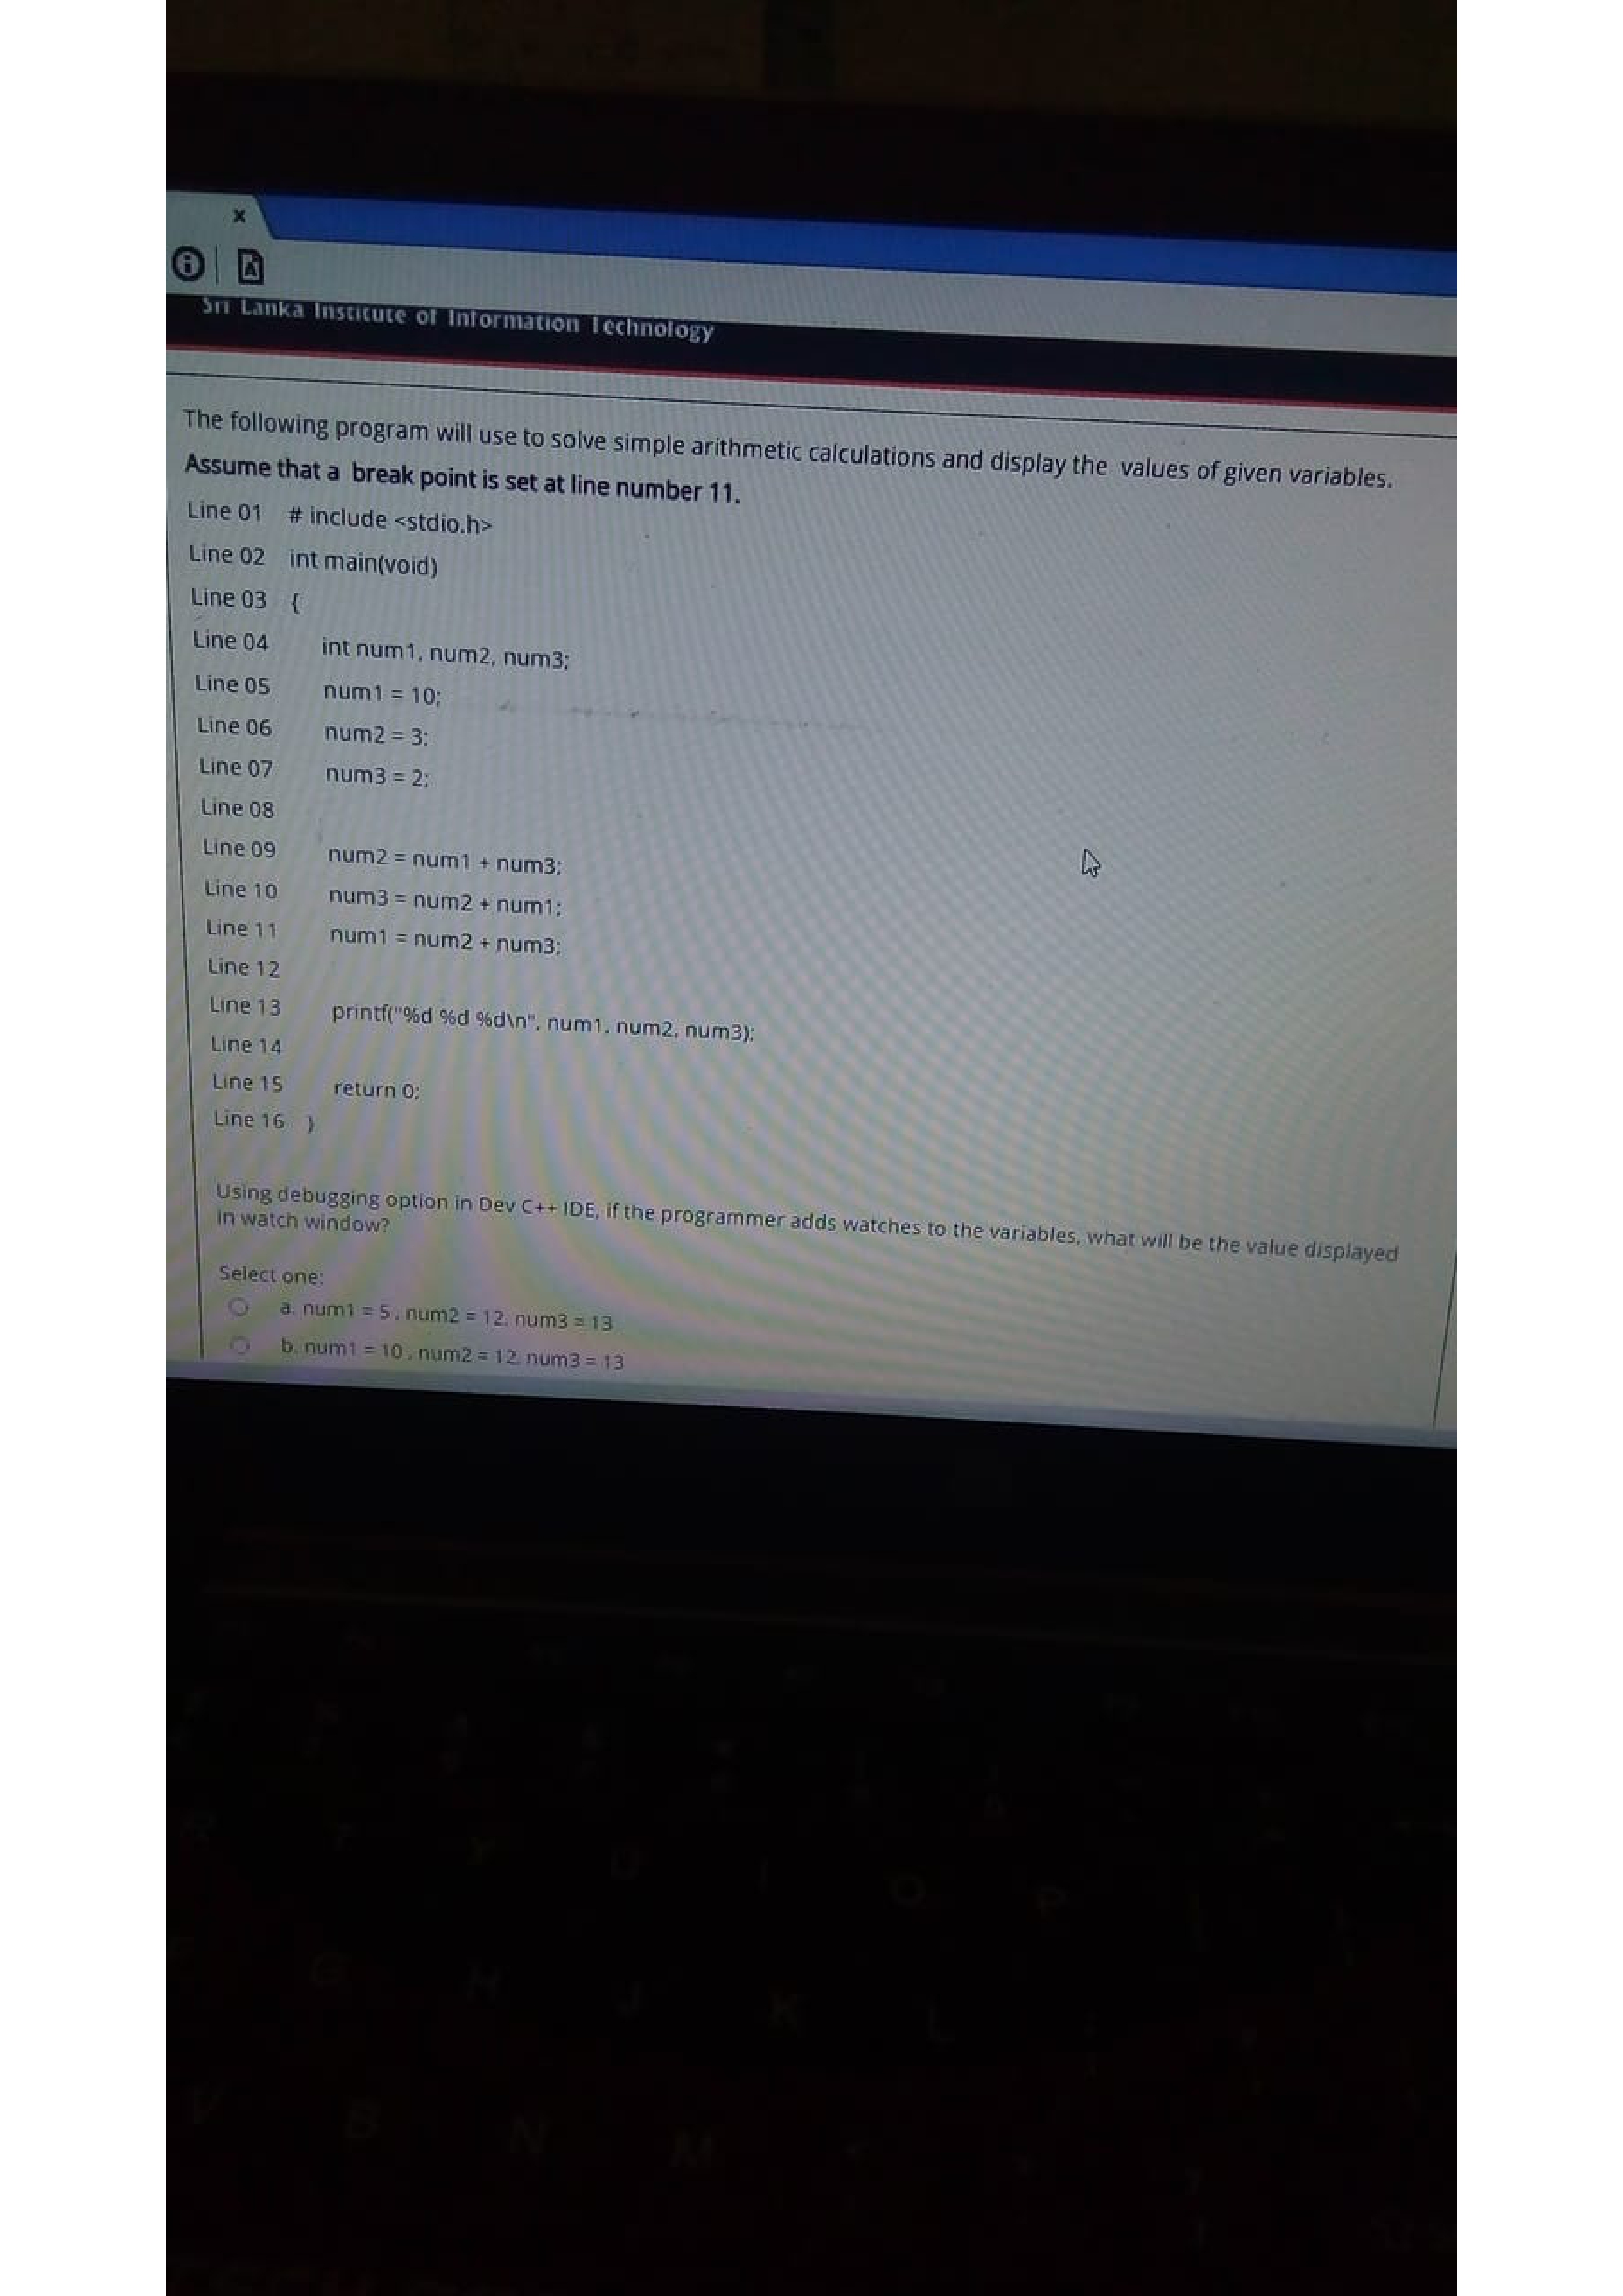 x
Sri Lanka Institute of Information Technology
The following program will use to solve simple arithmetic calculations and display the values of given variables.
Assume that a break point is set at line number 11.
Line 01 # include <stdio.h>
Line 02 int main(void)
Line 03 {
Line 04 int num1, num2, num3;
Line 05 num1 = 10;
Line 06 num2 = 3;
Line 07 num3 = 2;
Line 08
Line 09 num2 = num1 + num3;
Line 10 num3 = num2 + num1;
Line 11 num1 = num2 + num3;
Line 12
Line 13 printf("%d %d %d\n", num1, num2, num3);
Line 14
Line 15 return 0;
Line 16 }
Using debugging option in Dev C++ IDE, if the programmer adds watches to the variables, what will be the value displayed
in watch window?
Select one:
a. num1 = 5 , num2 = 12, num3 = 13
b. num1 = 10 , num2 = 12, num3 = 13
T Y U I O P
G H J K L
V B N M